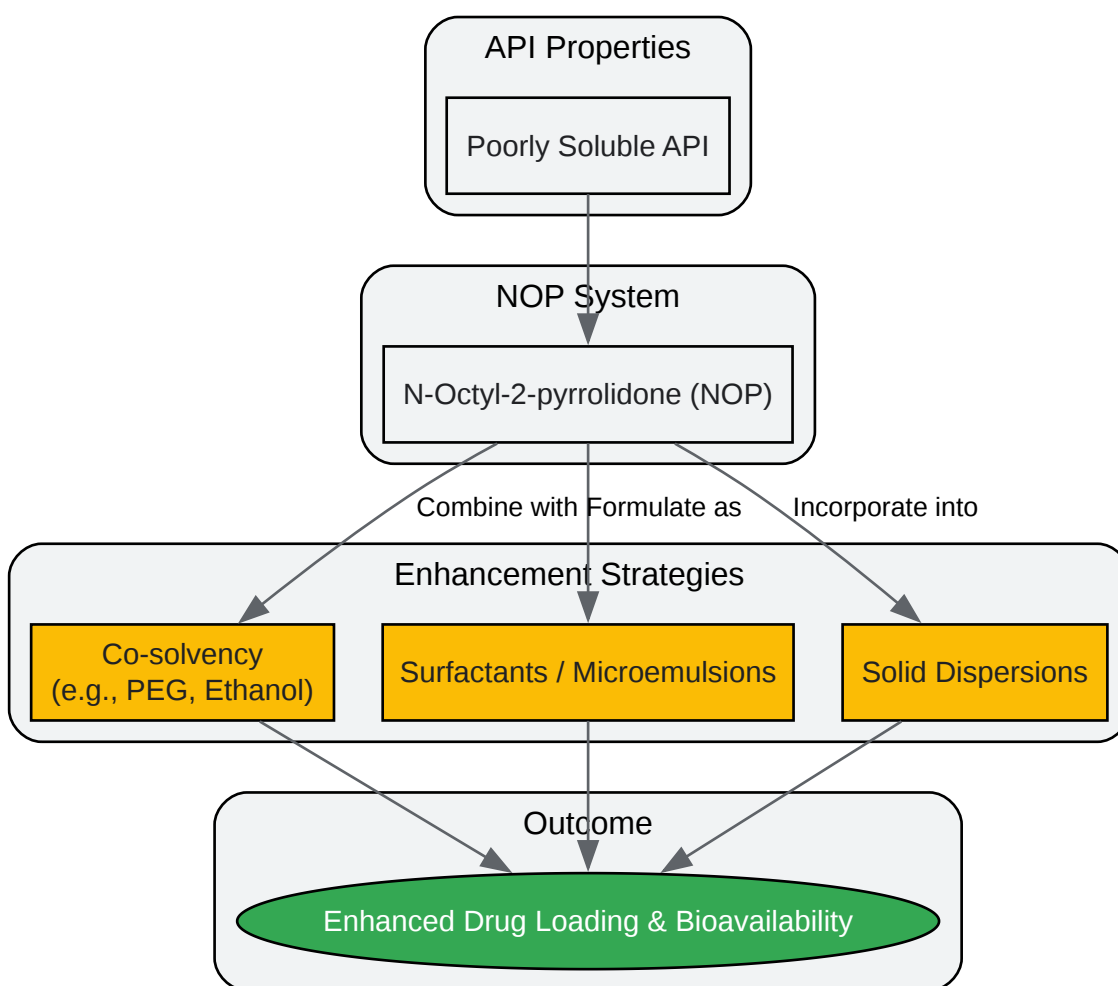 API Properties
Poorly Soluble API
NOP System
N-Octyl-2-pyrrolidone (NOP)
Combine with
Formulate as
Incorporate into
Enhancement Strategies
Co-solvency
(e.g., PEG, Ethanol)
Surfactants / Microemulsions
Solid Dispersions
Outcome
Enhanced Drug Loading & Bioavailability